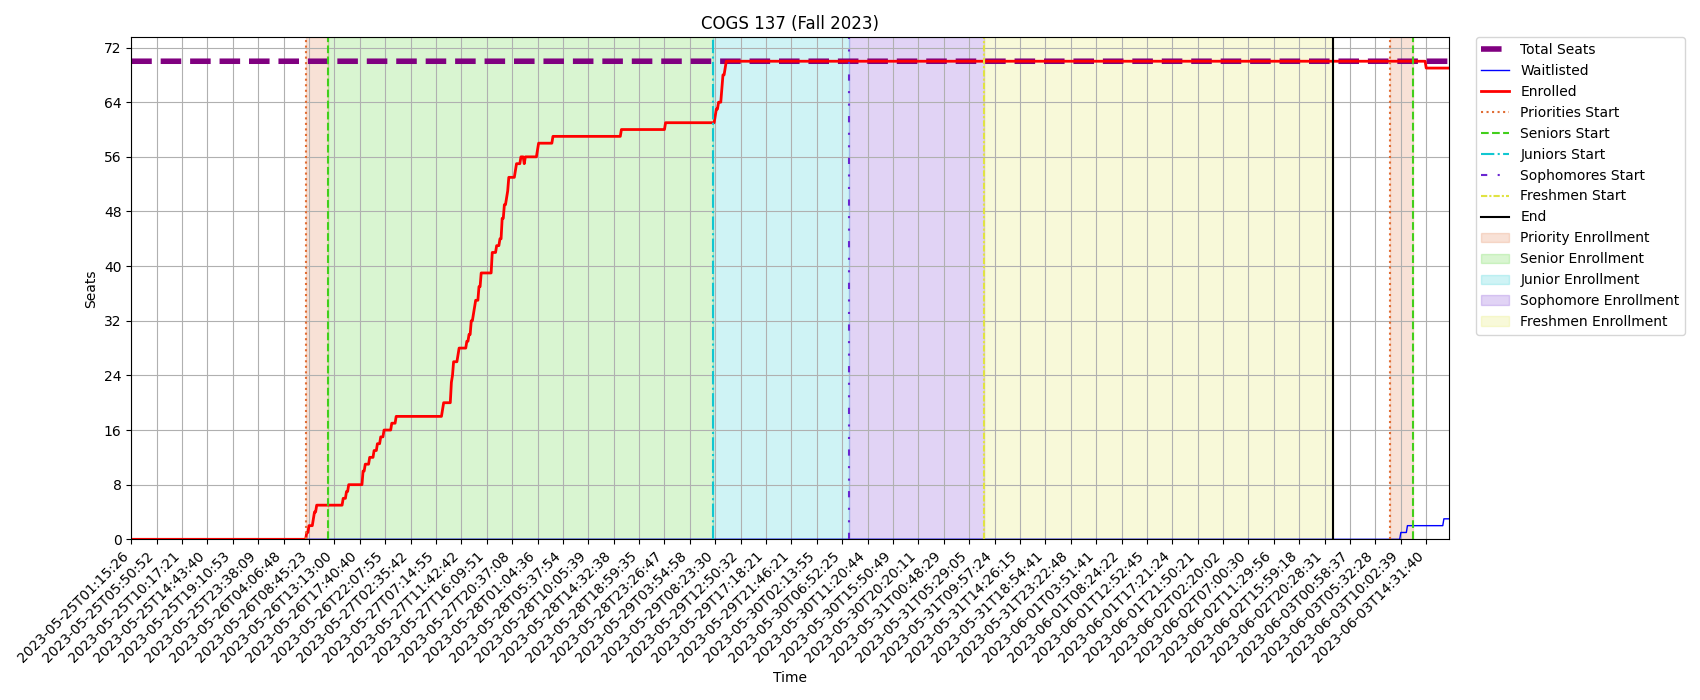 COGS 137 (Fall 2023)
Seats
72
64
56
48
40
32
24
16
8
0
2023-05-25T01:15:26
2023-05-25T05:50:52
2023-05-25T10:17:21
2023-05-25T14:43:40
2023-05-25T19:10:53
2023-05-25T23:38:09
2023-05-26T04:06:48
2023-05-26T08:45:23
2023-05-26T13:13:00
2023-05-26T17:40:40
2023-05-26T22:07:55
2023-05-27T02:35:42
2023-05-27T07:14:55
2023-05-27T11:42:42
2023-05-27T16:09:51
2023-05-27T20:37:08
2023-05-28T01:04:36
2023-05-28T05:37:54
2023-05-28T10:05:39
2023-05-28T14:32:38
2023-05-28T18:59:35
2023-05-28T23:26:47
2023-05-29T03:54:58
2023-05-29T08:23:30
2023-05-29T12:50:32
2023-05-29T17:18:21
2023-05-29T21:46:21
2023-05-30T02:13:55
2023-05-30T06:52:25
2023-05-30T11:20:44
2023-05-30T15:50:49
2023-05-30T20:20:11
2023-05-31T00:48:29
2023-05-31T05:29:05
2023-05-31T09:57:24
2023-05-31T14:26:15
2023-05-31T18:54:41
2023-05-31T23:22:48
2023-06-01T03:51:41
2023-06-01T08:24:22
2023-06-01T12:52:45
2023-06-01T17:21:24
2023-06-01T21:50:21
2023-06-02T02:20:02
2023-06-02T07:00:30
2023-06-02T11:29:56
2023-06-02T15:59:18
2023-06-02T20:28:31
2023-06-03T00:58:37
2023-06-03T05:32:28
2023-06-03T10:02:39
2023-06-03T14:31:40
Time
Total Seats
Waitlisted
Enrolled
Priorities Start
Seniors Start
Juniors Start
Sophomores Start
Freshmen Start
End
Priority Enrollment
Senior Enrollment
Junior Enrollment
Sophomore Enrollment
Freshmen Enrollment